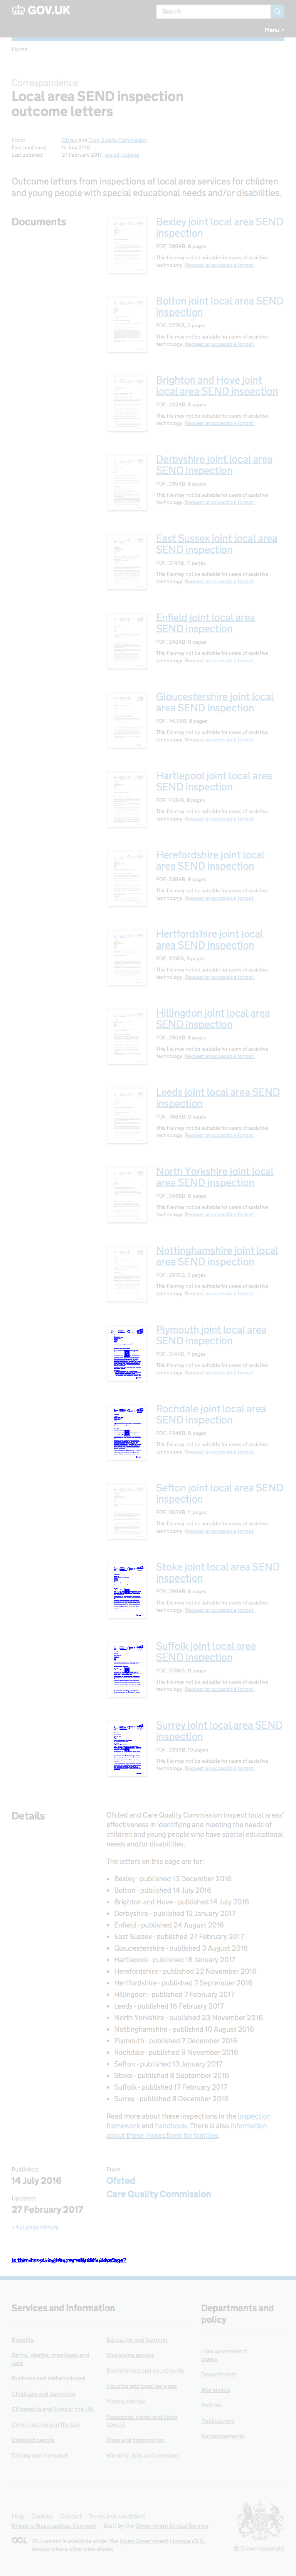 GOV.UK
Search
Menu
Home
Correspondence
Local area SEND inspection
outcome letters
From: Ofsted and Care Quality Commission
First published: 14 July 2016
Last updated: 27 February 2017, see all updates
Outcome letters from inspections of local area services for children
and young people with special educational needs and/or disabilities.
Documents
Bexley joint local area SEND
inspection
PDF, 399KB, 8 pages
This file may not be suitable for users of assistive
technology. Request an accessible format.
Bolton joint local area SEND
inspection
PDF, 227KB, 6 pages
This file may not be suitable for users of assistive
technology. Request an accessible format.
Brighton and Hove joint
local area SEND inspection
PDF, 242KB, 8 pages
This file may not be suitable for users of assistive
technology. Request an accessible format.
Derbyshire joint local area
SEND inspection
PDF, 293KB, 8 pages
This file may not be suitable for users of assistive
technology. Request an accessible format.
East Sussex joint local area
SEND inspection
PDF, 314KB, 11 pages
This file may not be suitable for users of assistive
technology. Request an accessible format.
Enfield joint local area
SEND inspection
PDF, 248KB, 8 pages
This file may not be suitable for users of assistive
technology. Request an accessible format.
Gloucestershire joint local
area SEND inspection
PDF, 74.5KB, 9 pages
This file may not be suitable for users of assistive
technology. Request an accessible format.
Hartlepool joint local area
SEND inspection
PDF, 413KB, 8 pages
This file may not be suitable for users of assistive
technology. Request an accessible format.
Herefordshire joint local
area SEND inspection
PDF, 239KB, 9 pages
This file may not be suitable for users of assistive
technology. Request an accessible format.
Hertfordshire joint local
area SEND inspection
PDF, 315KB, 9 pages
This file may not be suitable for users of assistive
technology. Request an accessible format.
Hillingdon joint local area
SEND inspection
PDF, 295KB, 8 pages
This file may not be suitable for users of assistive
technology. Request an accessible format.
Leeds joint local area SEND
inspection
PDF, 305KB, 9 pages
This file may not be suitable for users of assistive
technology. Request an accessible format.
North Yorkshire joint local
area SEND inspection
PDF, 345KB, 8 pages
This file may not be suitable for users of assistive
technology. Request an accessible format.
Nottinghamshire joint local
area SEND inspection
PDF, 287KB, 8 pages
This file may not be suitable for users of assistive
technology. Request an accessible format.
Plymouth joint local area
SEND inspection
PDF, 314KB, 11 pages
This file may not be suitable for users of assistive
technology. Request an accessible format.
Rochdale joint local area
SEND inspection
PDF, 424KB, 9 pages
This file may not be suitable for users of assistive
technology. Request an accessible format.
Sefton joint local area SEND
inspection
PDF, 362KB, 11 pages
This file may not be suitable for users of assistive
technology. Request an accessible format.
Stoke joint local area SEND
inspection
PDF, 299KB, 8 pages
This file may not be suitable for users of assistive
technology. Request an accessible format.
Suffolk joint local area
SEND inspection
PDF, 376KB, 11 pages
This file may not be suitable for users of assistive
technology. Request an accessible format.
Surrey joint local area SEND
inspection
PDF, 333KB, 10 pages
This file may not be suitable for users of assistive
technology. Request an accessible format.
Details
Ofsted and Care Quality Commission inspect local areas'
effectiveness in identifying and meeting the needs of
children and young people who have special educational
needs and/or disabilities.
The letters on this page are for:
Bexley - published 13 December 2016
Bolton - published 14 July 2016
Brighton and Hove - published 14 July 2016
Derbyshire - published 12 January 2017
Enfield - published 24 August 2016
East Sussex - published 27 February 2017
Gloucestershire - published 3 August 2016
Hartlepool - published 18 January 2017
Herefordshire - published 22 November 2016
Hertfordshire - published 7 September 2016
Hillingdon - published 7 February 2017
Leeds - published 16 February 2017
North Yorkshire - published 23 November 2016
Nottinghamshire - published 10 August 2016
Plymouth - published 7 December 2016
Rochdale - published 9 November 2016
Sefton - published 13 January 2017
Stoke - published 8 September 2016
Suffolk - published 17 February 2017
Surrey - published 8 December 2016
Read more about these inspections in the inspection
framework and handbook. There is also information
about these inspections for families.
Published:
14 July 2016
Updated:
27 February 2017
+ full page history
From:
Ofsted
Care Quality Commission
Services and information
Benefits
Births, deaths, marriages and
care
Business and self-employed
Childcare and parenting
Citizenship and living in the UK
Crime, justice and the law
Disabled people
Driving and transport
Education and learning
Employing people
Environment and countryside
Housing and local services
Money and tax
Passports, travel and living
abroad
Visas and immigration
Working, jobs and pensions
Departments and
policy
How government
works
Departments
Worldwide
Policies
Publications
Announcements
Help Cookies Contact Terms and conditions
Rhestr o Wasanaethau Cymraeg Built by the Government Digital Service
OGL All content is available under the Open Government Licence v3.0,
except where otherwise stated
© Crown copyright